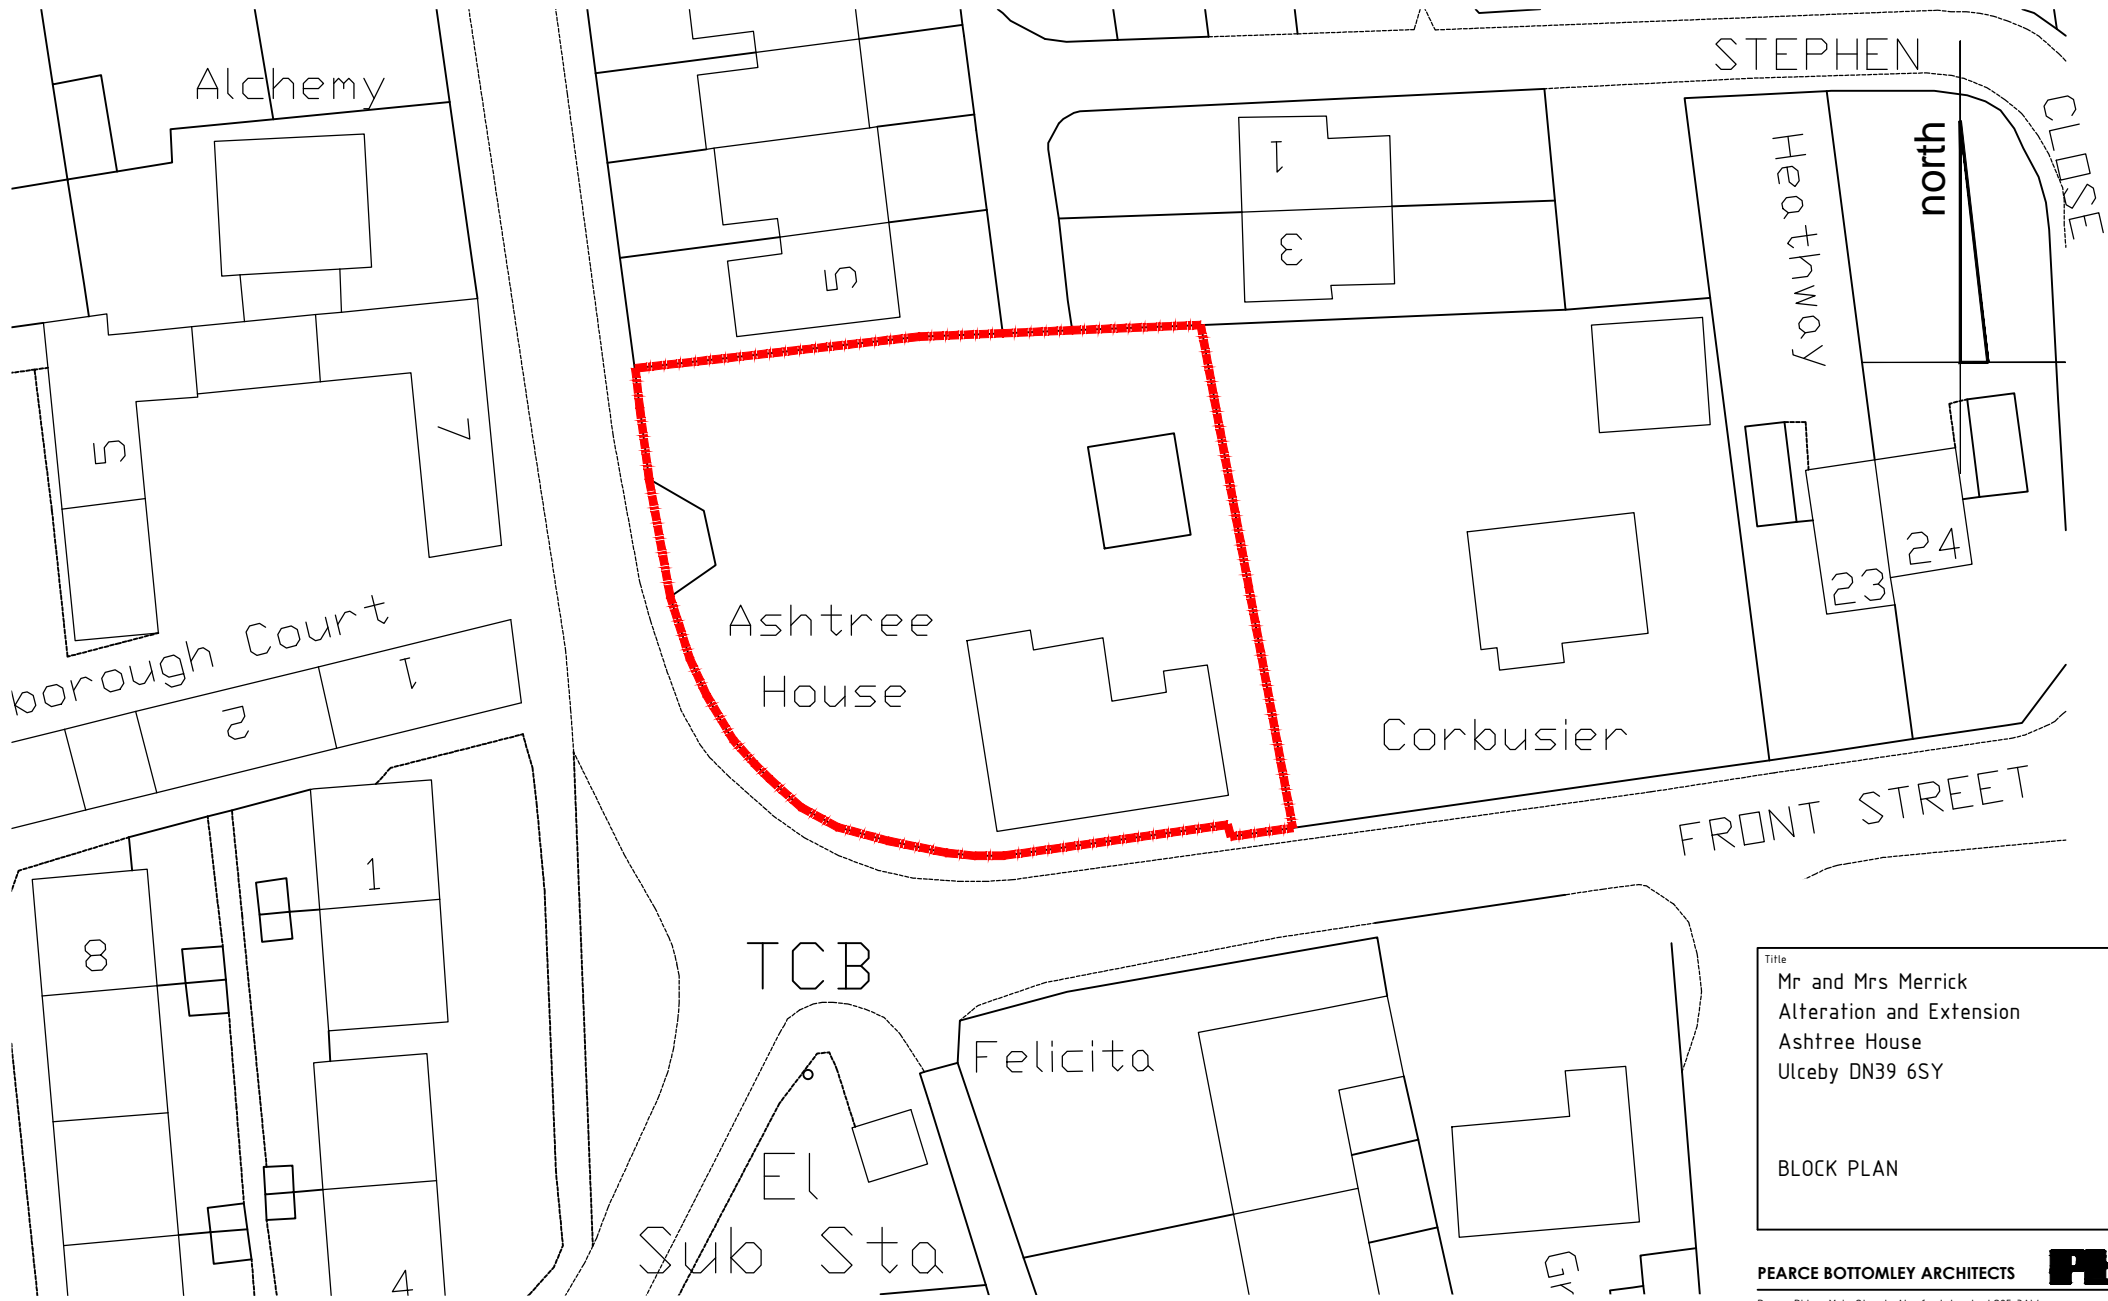 Alchemy
STEPHEN
CLOSE
1
3
5
Heathway
north
5
7
24
23
Ashtree
House
borough Court
1
2
Corbusier
FRONT STREET
1
8
TCB
Felicita
El
Sub Sta
4
Gr
Title
Mr and Mrs Merrick
Alteration and Extension
Ashtree House
Ulceby DN39 6SY
BLOCK PLAN
PEARCE BOTTOMLEY ARCHITECTS